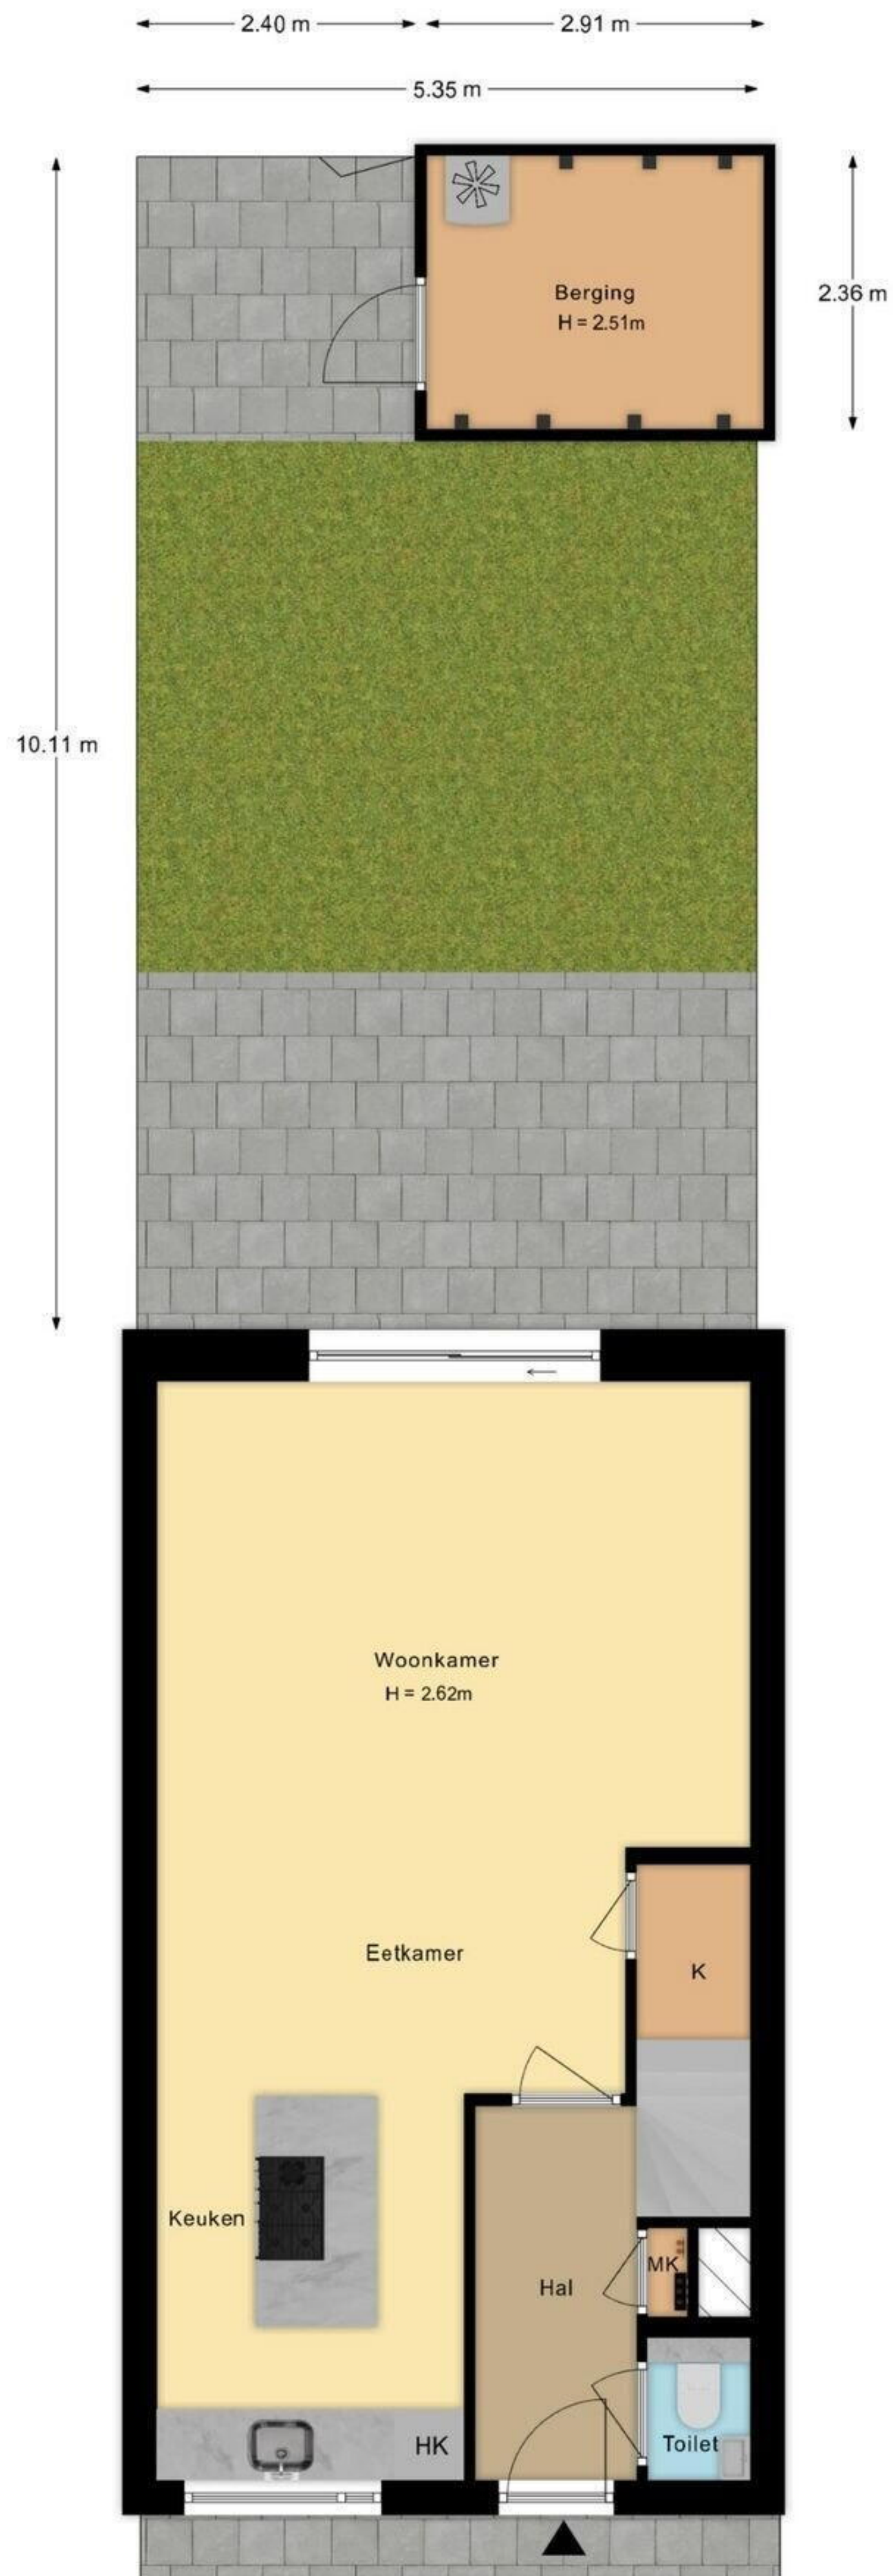 2.40 m
2.91 m
5.35 m
Berging
H = 2.51m
2.36 m
10.11 m
Woonkamer
H = 2.62m
Eetkamer
K
Keuken
MK
Hal
Toilet
HK